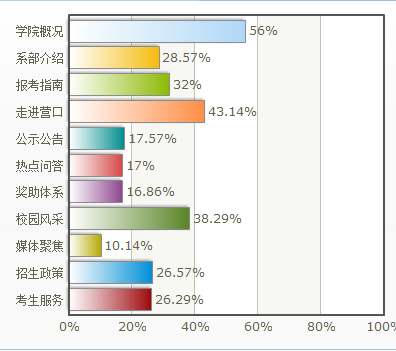 学院概况 56%
系部介绍 28.57%
报考指南 32%
走进营口 43.14%
公示公告 17.57%
热点问答 17%
奖助体系 16.86%
校园风采 38.29%
媒体聚焦 10.14%
招生政策 26.57%
考生服务 26.29%
0% 20% 40% 60% 80% 100%